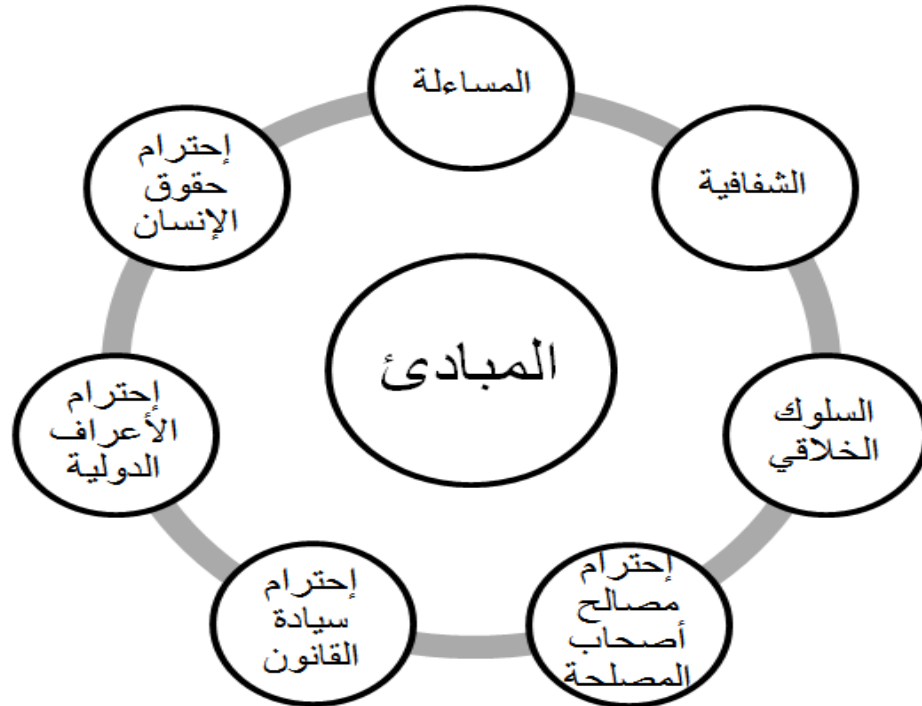 المساءلة
الشفافية
السلوك
الخلاقي
إحترام
مصالح
أصحاب
المصلحة
إحترام
سيادة
القانون
إحترام
الأعراف
الدولية
إحترام
حقوق
الإنسان
المبادئ